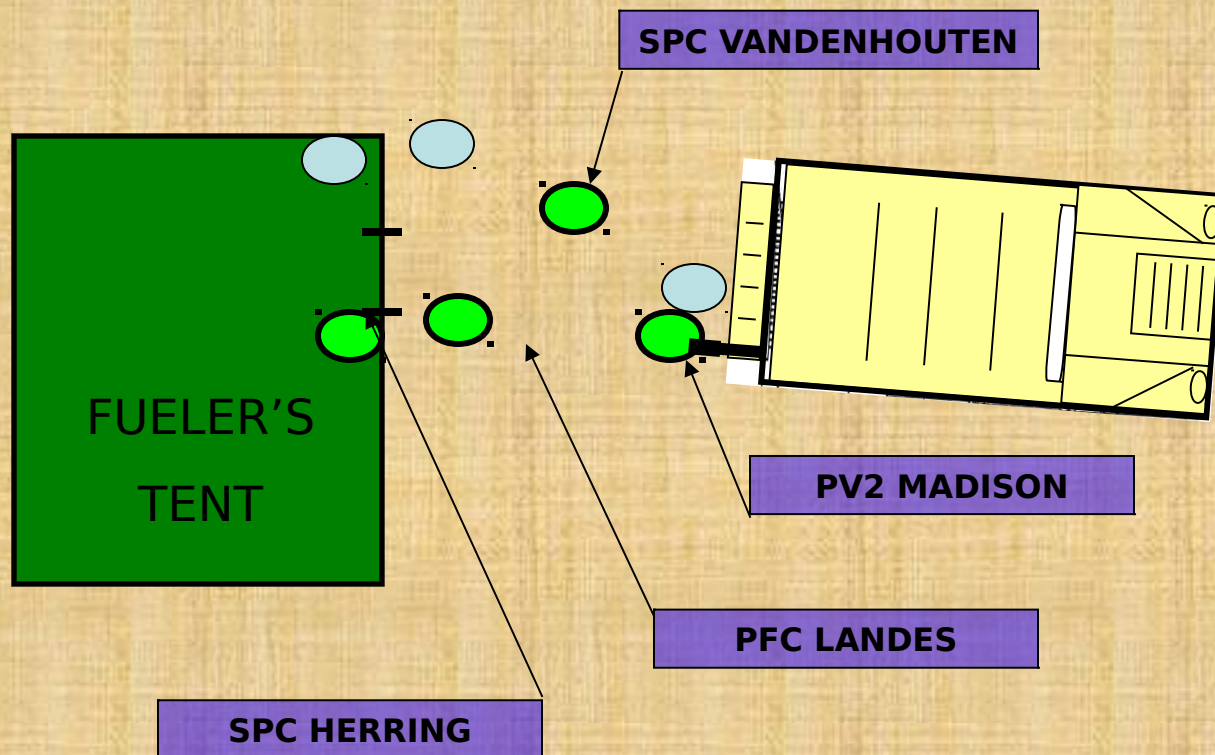 SPC VANDENHOUTEN
FUELER’S
TENT
PV2 MADISON
PFC LANDES
SPC HERRING